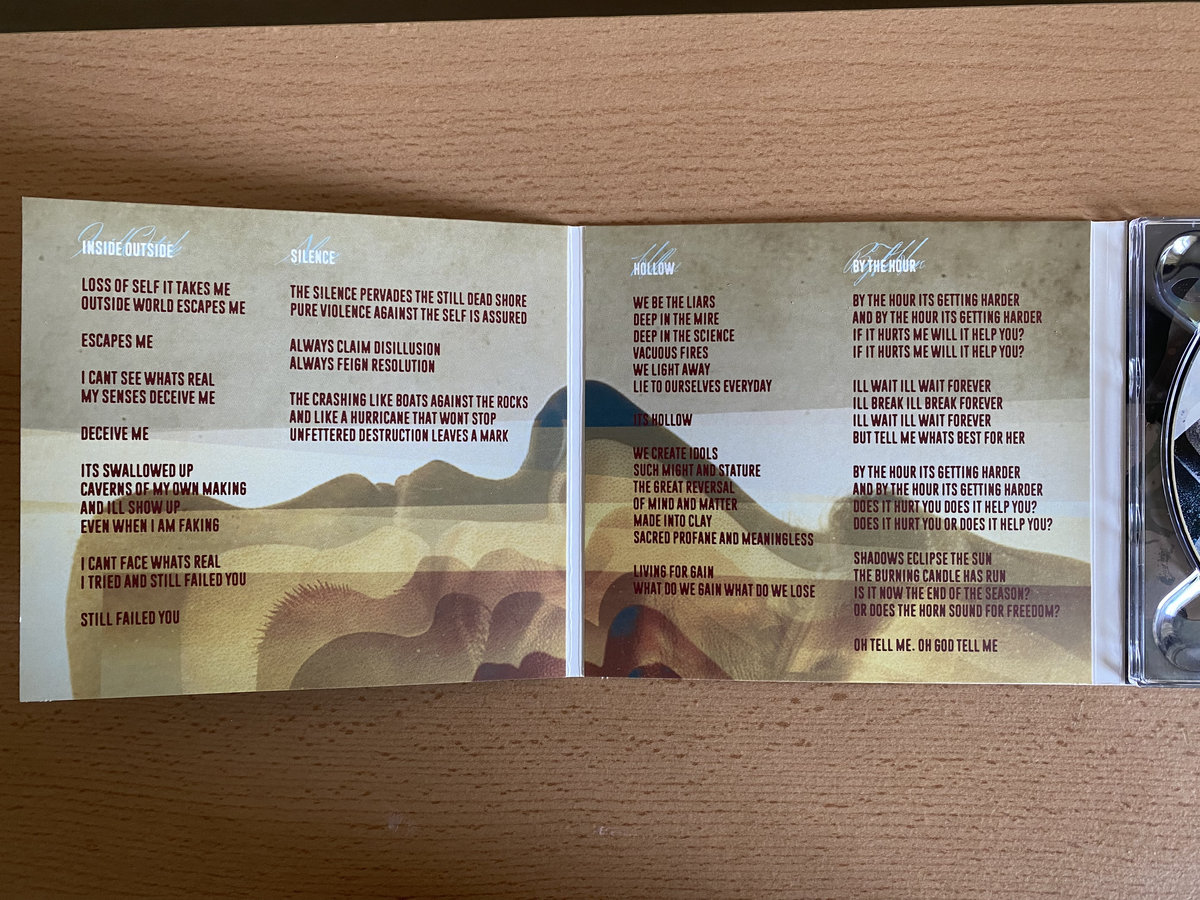 INSIDE OUTSIDE
LOSS OF SELF IT TAKES ME
OUTSIDE WORLD ESCAPES ME
ESCAPES ME
I CANT SEE WHATS REAL
MY SENSES DECEIVE ME
DECEIVE ME
ITS SWALLOWED UP
CAVERNS OF MY OWN MAKING
AND ILL SHOW UP
EVEN WHEN I AM FAKING
I CANT FACE WHATS REAL
I TRIED AND STILL FAILED YOU
STILL FAILED YOU
SILENCE
THE SILENCE PERVADES THE STILL DEAD SHORE
PURE VIOLENCE AGAINST THE SELF IS ASSURED
ALWAYS CLAIM DISILLUSION
ALWAYS FEIGN RESOLUTION
THE CRASHING LIKE BOATS AGAINST THE ROCKS
AND LIKE A HURRICANE THAT WONT STOP
UNFETTERED DESTRUCTION LEAVES A MARK
HOLLOW
WE BE THE LIARS
DEEP IN THE MIRE
DEEP IN THE SCIENCE
VACUOUS FIRES
WE LIGHT AWAY
LIE TO OURSELVES EVERYDAY
ITS HOLLOW
WE CREATE IDOLS
SUCH MIGHT AND STATURE
THE GREAT REVERSAL
OF MIND AND MATTER
MADE INTO CLAY
SACRED PROFANE AND MEANINGLESS
LIVING FOR GAIN
WHAT DO WE GAIN WHAT DO WE LOSE
BY THE HOUR
BY THE HOUR ITS GETTING HARDER
AND BY THE HOUR ITS GETTING HARDER
IF IT HURTS ME WILL IT HELP YOU?
IF IT HURTS ME WILL IT HELP YOU?
ILL WAIT ILL WAIT FOREVER
ILL BREAK ILL BREAK FOREVER
ILL WAIT ILL WAIT FOREVER
BUT TELL ME WHATS BEST FOR HER
BY THE HOUR ITS GETTING HARDER
AND BY THE HOUR ITS GETTING HARDER
DOES IT HURT YOU DOES IT HELP YOU?
DOES IT HURT YOU OR DOES IT HELP YOU?
SHADOWS ECLIPSE THE SUN
THE BURNING CANDLE HAS RUN
IS IT NOW THE END OF THE SEASON?
OR DOES THE HORN SOUND FOR FREEDOM?
OH TELL ME. OH GOD TELL ME